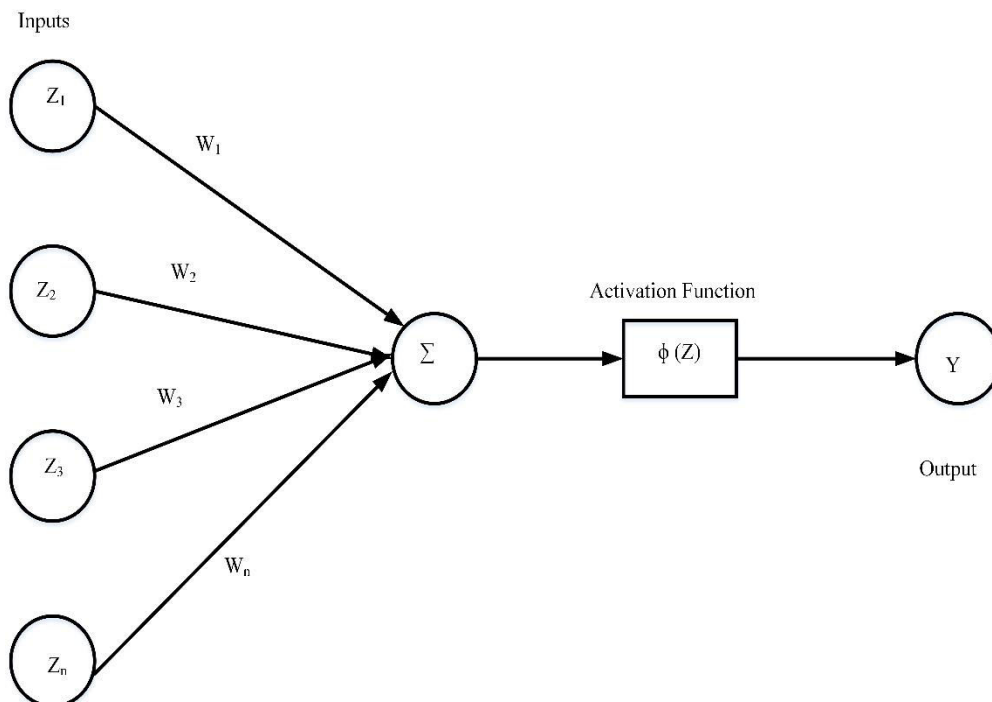 Inputs
Z₁
W₁
Z₂
W₂
Activation Function
Σ
ϕ (Z)
Y
W₃
Z₃
Output
Wₙ
Zₙ